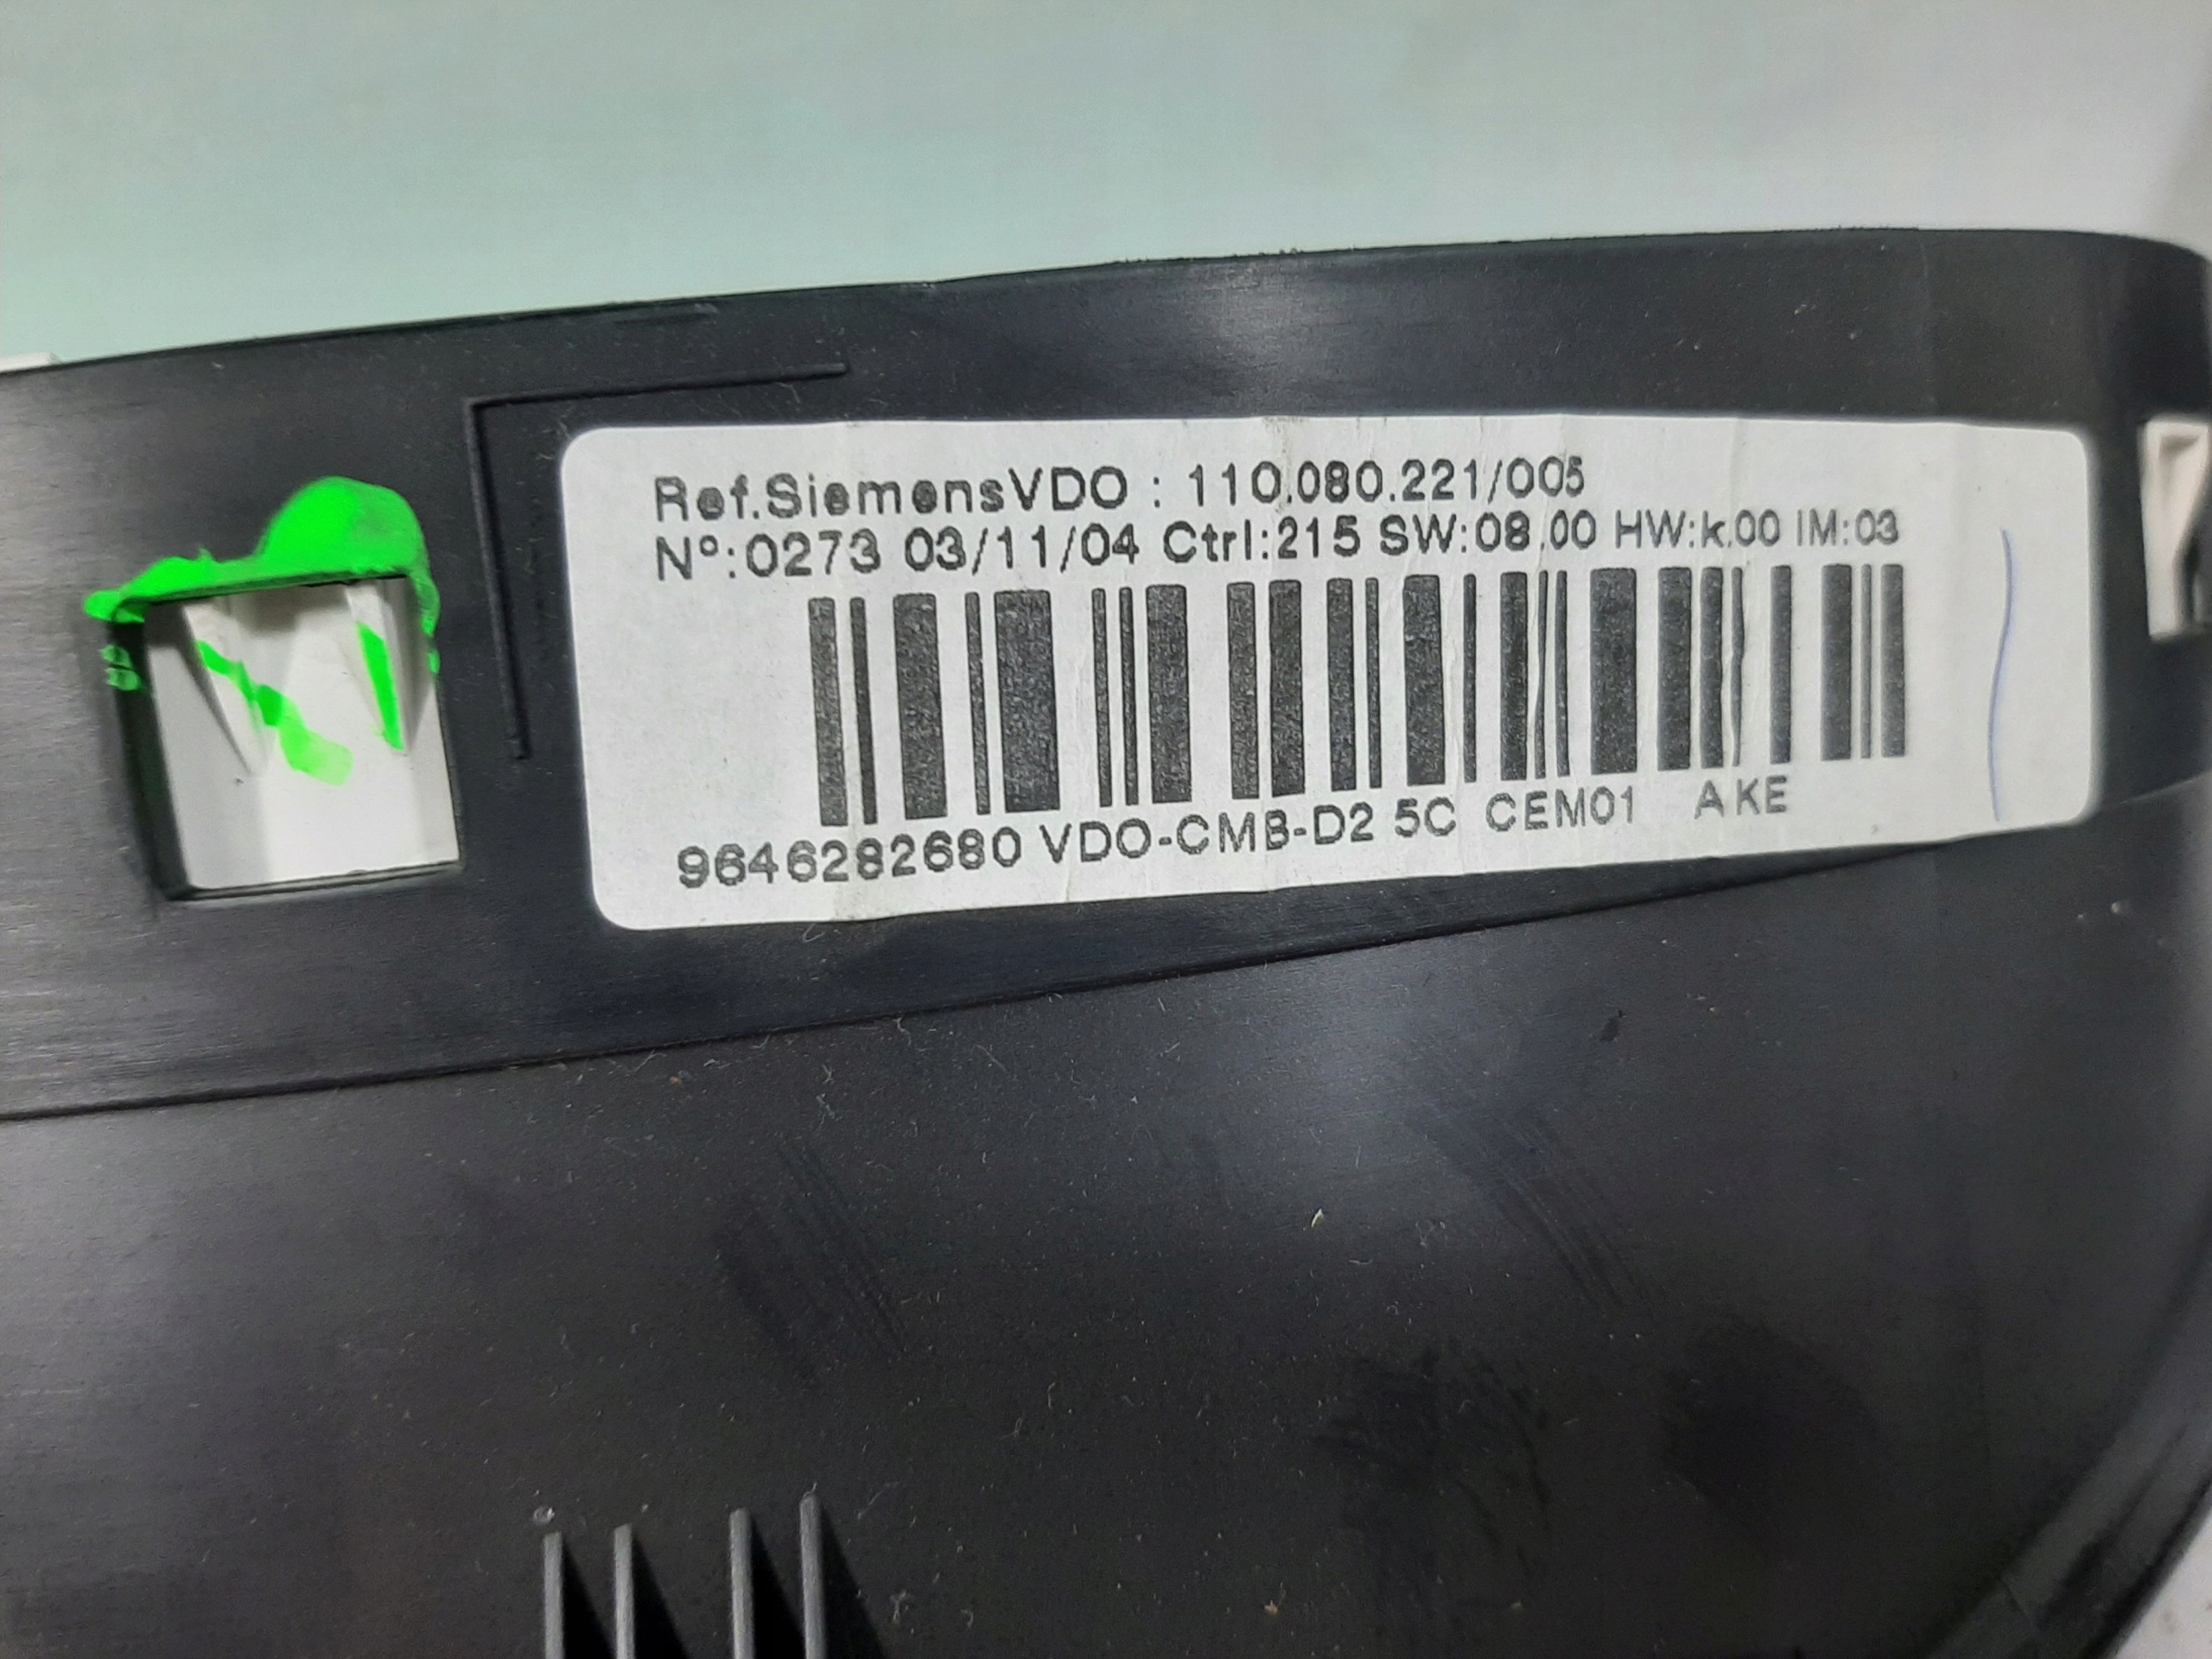 Ref.SiemensVDO : 110.080.221/005
Nº:0273 03/11/04 Ctrl:215 SW:08.00 HW:k.00 IM:03
9646282680 VDO-CMB-D2 5C CEM01 AKE